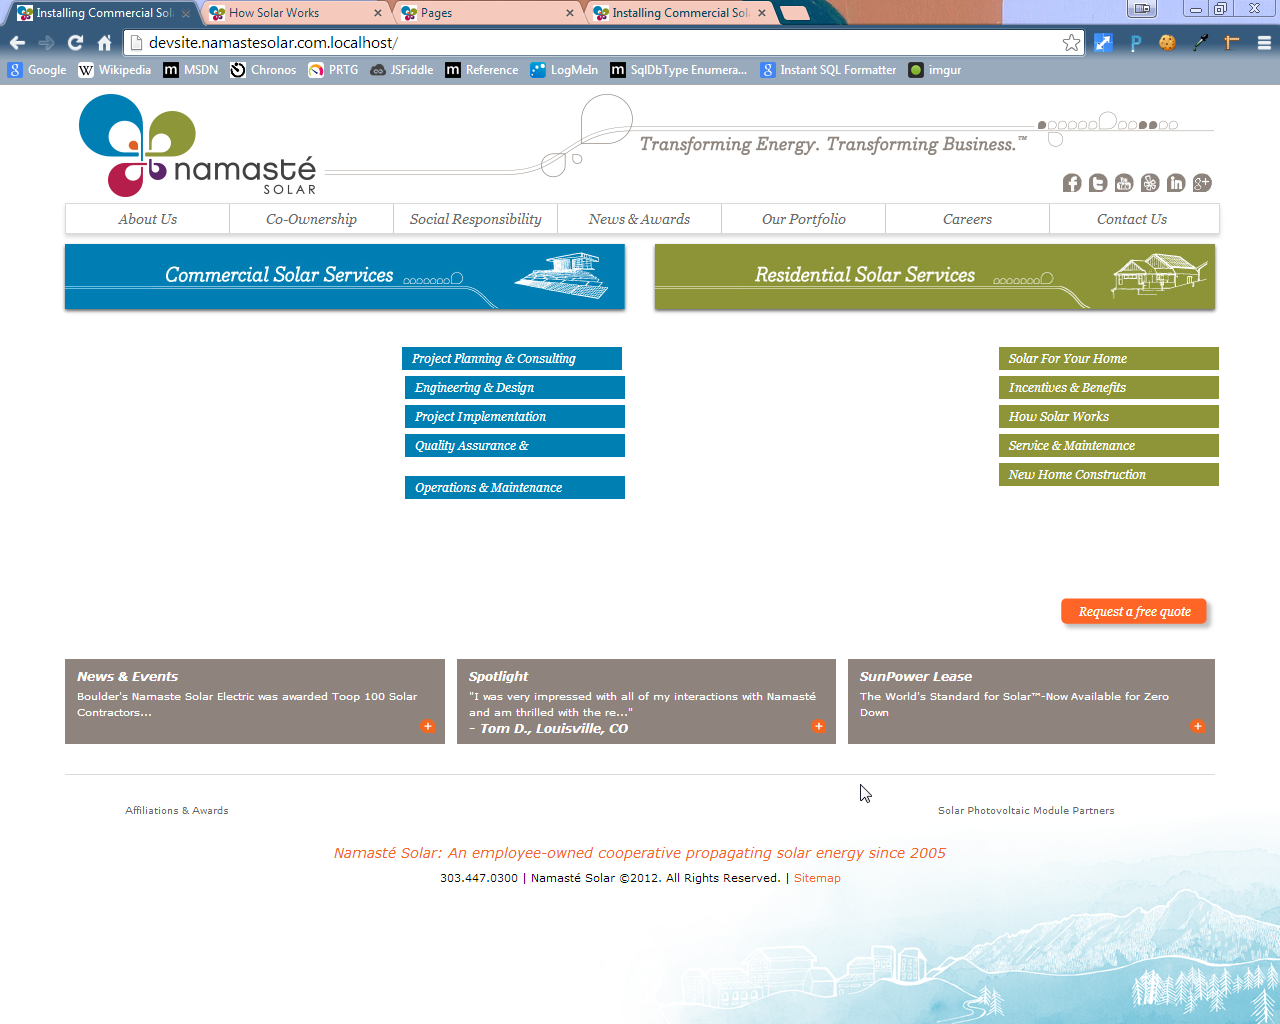 Installing Commercial Sol
How Solar Works
Pages
Installing Commercial Sol
devsite.namastesolar.com.localhost/
Google
Wikipedia
MSDN
Chronos
PRTG
JSFiddle
Reference
LogMeIn
SqlDbType Enumera...
Instant SQL Formatter
imgur
namasté
SOLAR
Transforming Energy. Transforming Business.™
About Us
Co-Ownership
Social Responsibility
News & Awards
Our Portfolio
Careers
Contact Us
Commercial Solar Services
Residential Solar Services
Project Planning & Consulting
Engineering & Design
Project Implementation
Quality Assurance &
Operations & Maintenance
Solar For Your Home
Incentives & Benefits
How Solar Works
Service & Maintenance
New Home Construction
Request a free quote
News & Events
Boulder's Namaste Solar Electric was awarded Toop 100 Solar
Contractors...
Spotlight
"I was very impressed with all of my interactions with Namasté
and am thrilled with the re..."
- Tom D., Louisville, CO
SunPower Lease
The World's Standard for Solar™-Now Available for Zero
Down
Affiliations & Awards
Solar Photovoltaic Module Partners
Namasté Solar: An employee-owned cooperative propagating solar energy since 2005
303.447.0300 | Namasté Solar ©2012. All Rights Reserved. | Sitemap